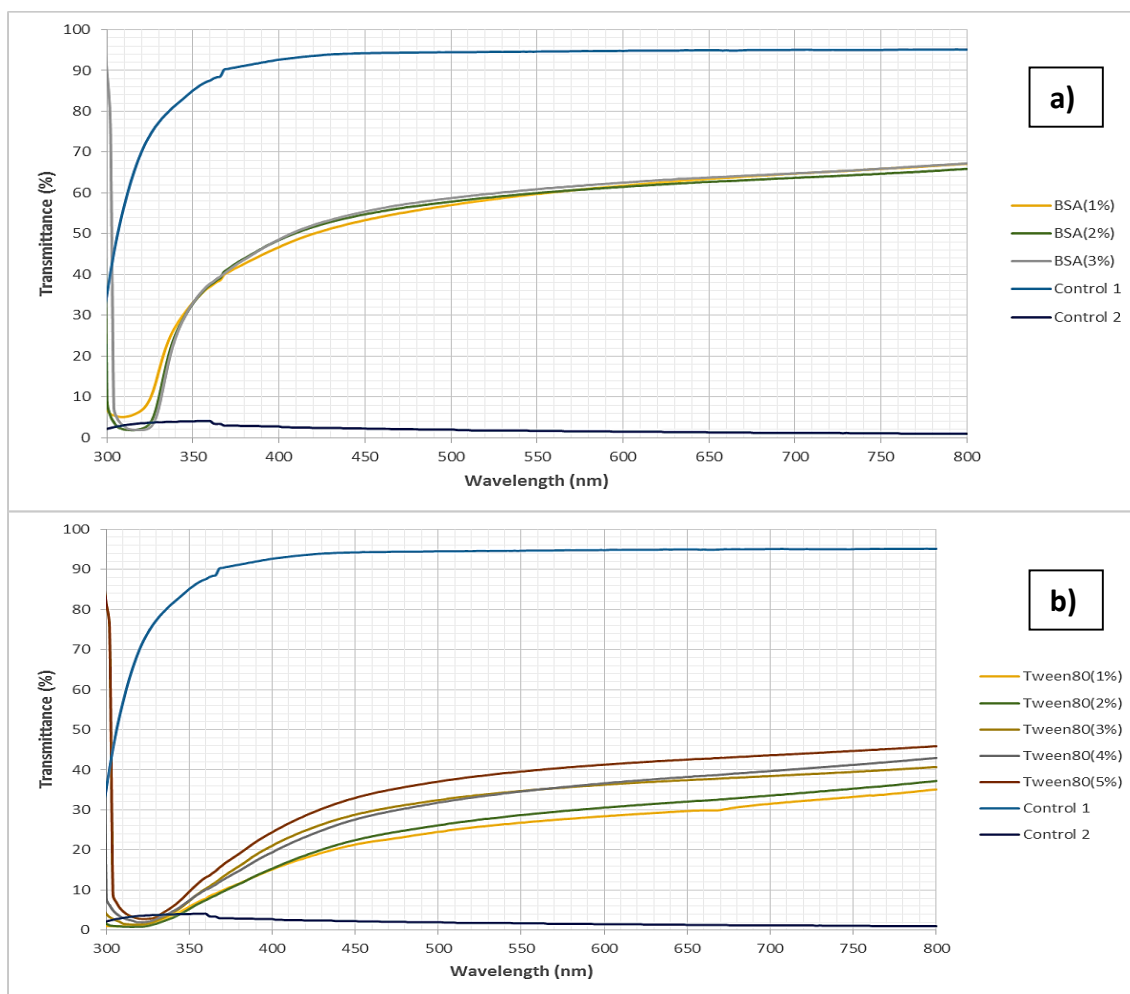 100
90
80
70
60
50
40
30
20
10
0
Transmittance (%)
300 350 400 450 500 550 600 650 700 750 800
Wavelength (nm)
a)
BSA(1%)
BSA(2%)
BSA(3%)
Control 1
Control 2
100
90
80
70
60
50
40
30
20
10
0
Transmittance (%)
300 350 400 450 500 550 600 650 700 750 800
Wavelength (nm)
b)
Tween80(1%)
Tween80(2%)
Tween80(3%)
Tween80(4%)
Tween80(5%)
Control 1
Control 2